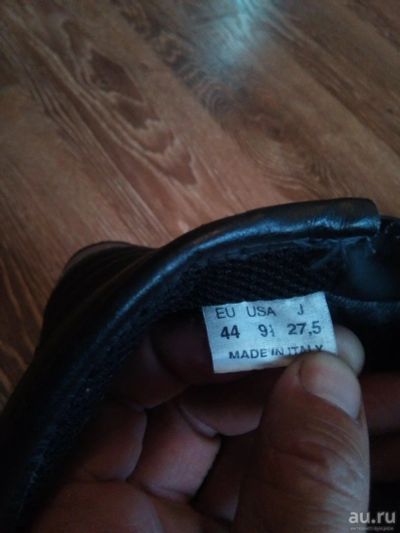 EU USA J
44 9½ 27,5
MADE IN ITALY
au.ru